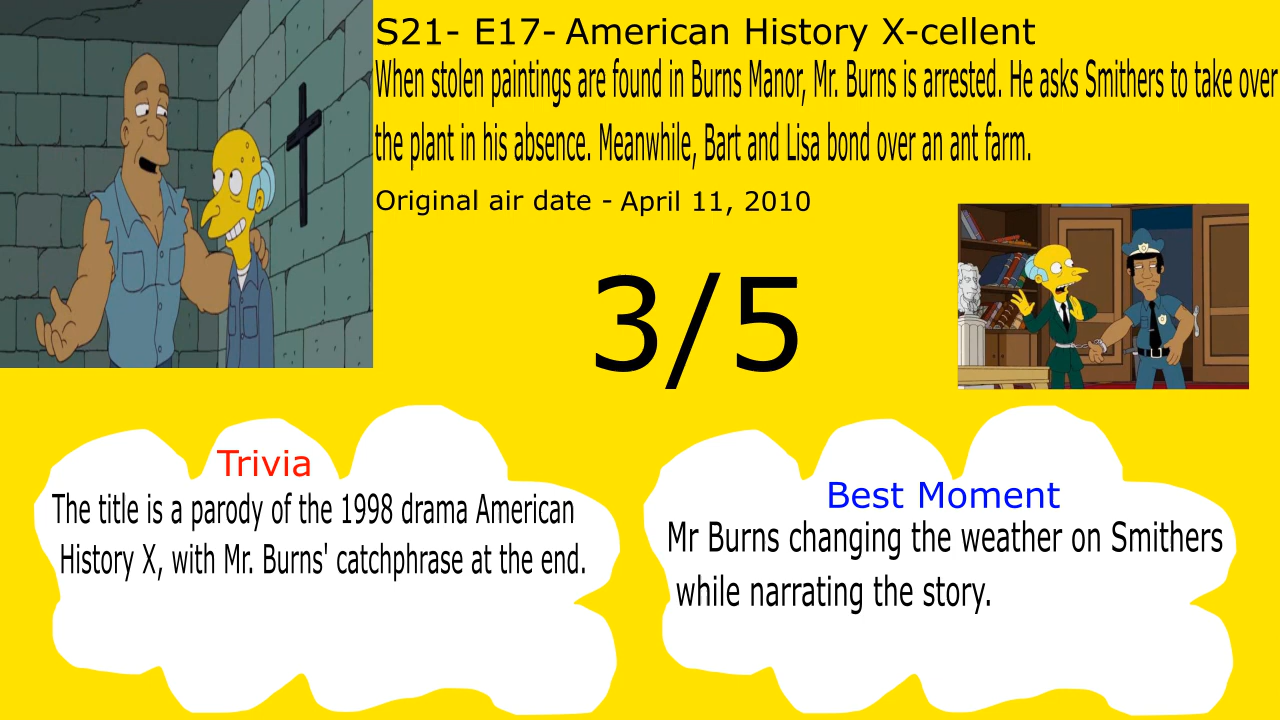 S21- E17- American History X-cellent
When stolen paintings are found in Burns Manor, Mr. Burns is arrested. He asks Smithers to take over
the plant in his absence. Meanwhile, Bart and Lisa bond over an ant farm.
Original air date - April 11, 2010
3/5
Trivia
The title is a parody of the 1998 drama American
History X, with Mr. Burns' catchphrase at the end.
Best Moment
Mr Burns changing the weather on Smithers
while narrating the story.